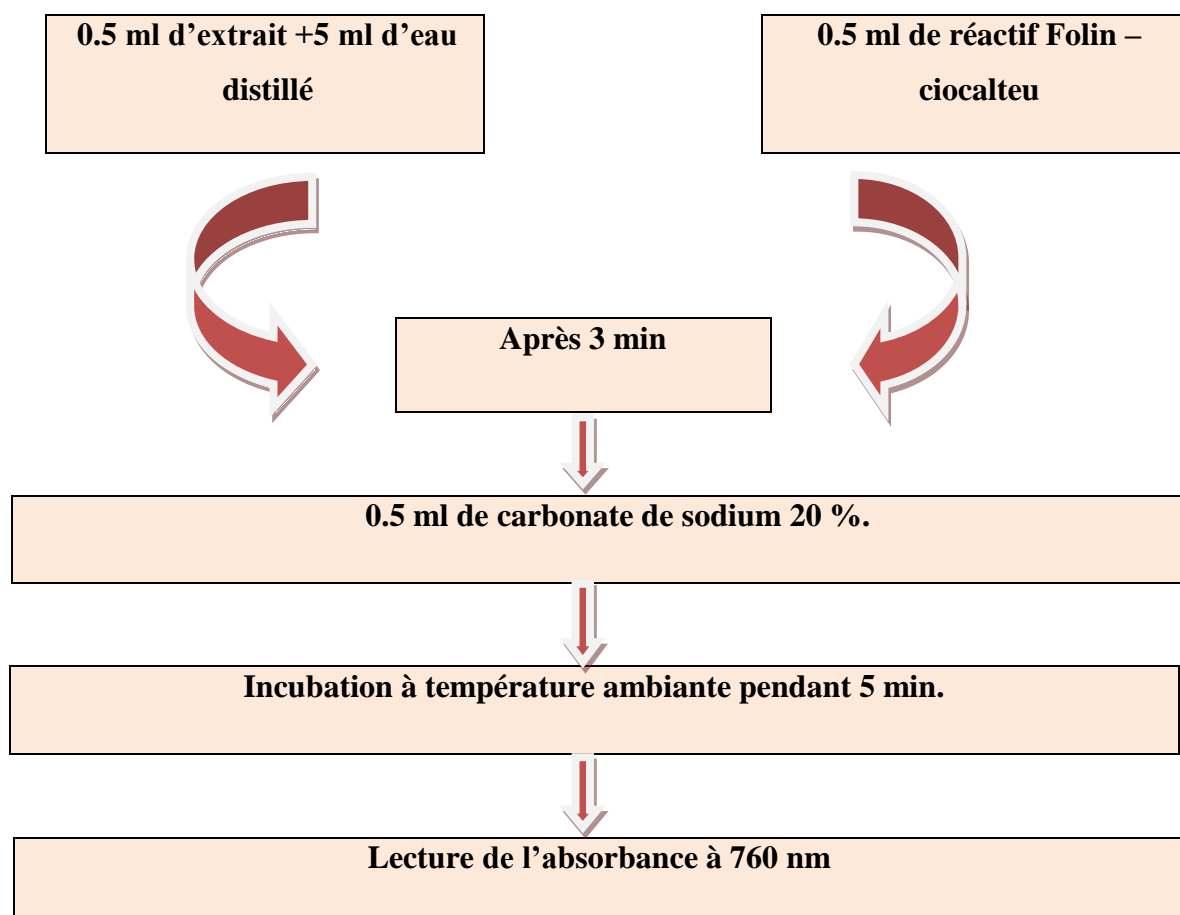 0.5 ml d’extrait +5 ml d’eau
distillé
0.5 ml de réactif Folin –
ciocalteu
Après 3 min
0.5 ml de carbonate de sodium 20 %.
Incubation à température ambiante pendant 5 min.
Lecture de l’absorbance à 760 nm